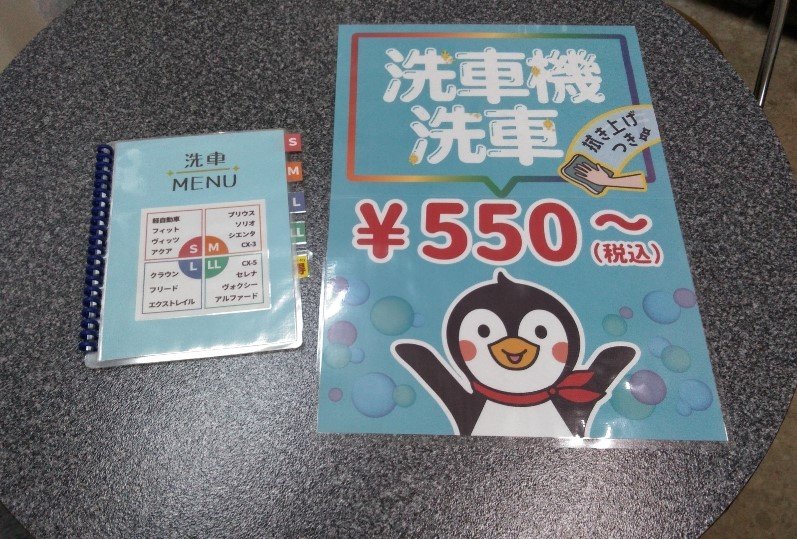 洗車
MENU
軽自動車
フィット
ヴィッツ
アクア
プリウス
ソリオ
シエンタ
CX-3
S M
L LL
クラウン
フリード
エクストレイル
CX-5
セレナ
ヴォクシー
アルファード
S
M
L
LL
洗車機
洗車
拭き上げ
つき
¥550～
(税込)